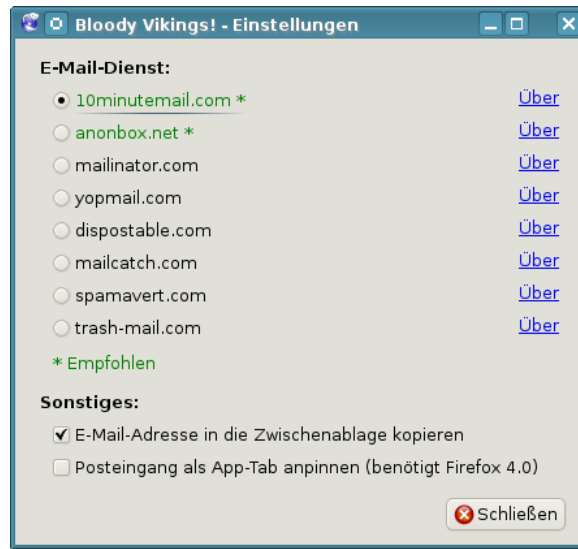 Bloody Vikings! - Einstellungen
E-Mail-Dienst:
10minutemail.com * Über
anonbox.net * Über
mailinator.com Über
yopmail.com Über
dispostable.com Über
mailcatch.com Über
spamavert.com Über
trash-mail.com Über
* Empfohlen
Sonstiges:
E-Mail-Adresse in die Zwischenablage kopieren
Posteingang als App-Tab anpinnen (benötigt Firefox 4.0)
Schließen